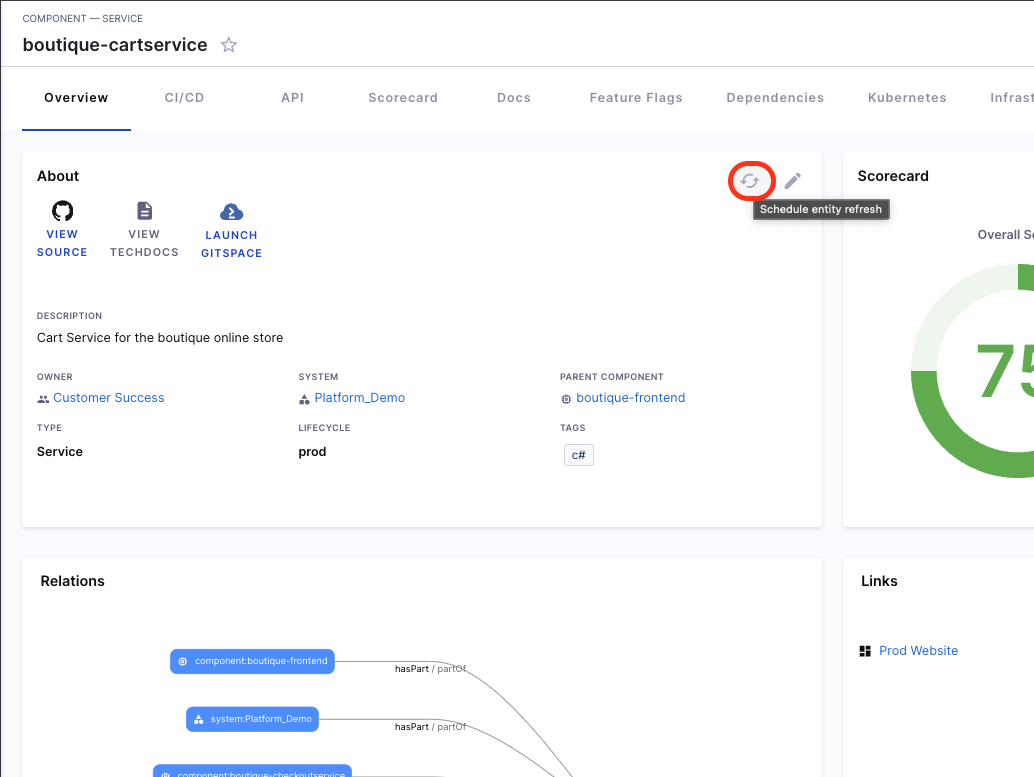 COMPONENT — SERVICE
boutique-cartservice
Overview CI/CD API Scorecard Docs Feature Flags Dependencies Kubernetes
About
Schedule entity refresh
VIEW SOURCE
VIEW TECHDOCS
LAUNCH GITSPACE
DESCRIPTION
Cart Service for the boutique online store
OWNER
Customer Success
SYSTEM
Platform_Demo
PARENT COMPONENT
boutique-frontend
TYPE
Service
LIFECYCLE
prod
TAGS
c#
Scorecard
Overall
75
Relations
component:boutique-frontend
hasPart / partOf
system:Platform_Demo
hasPart / partOf
component:boutique-checkoutservice
Links
Prod Website